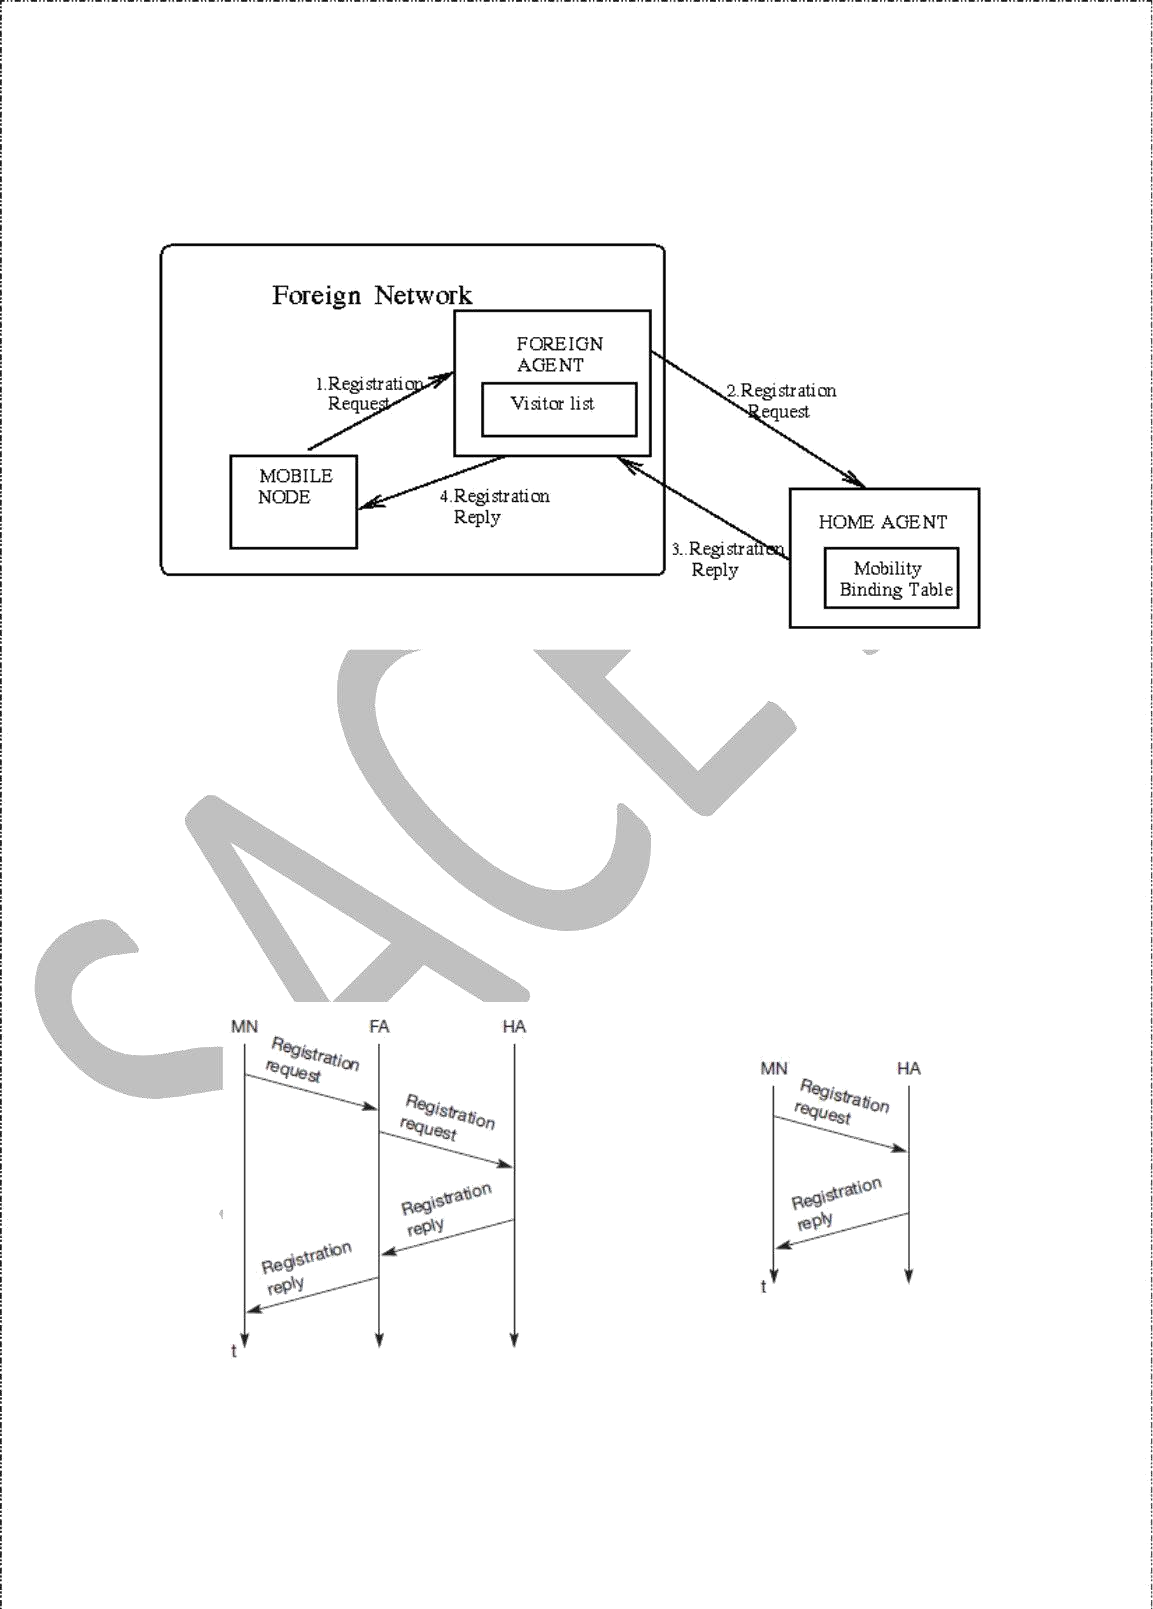 Foreign Network
FOREIGN
AGENT
Visitor list
1.Registration
Request
2.Registration
Request
MOBILE
NODE
4.Registration
Reply
HOME AGENT
3..Registration
Reply
Mobility
Binding Table
SACE
MN FA HA
Registration
request
Registration
request
Registration
reply
Registration
reply
t
MN HA
Registration
request
Registration
reply
t